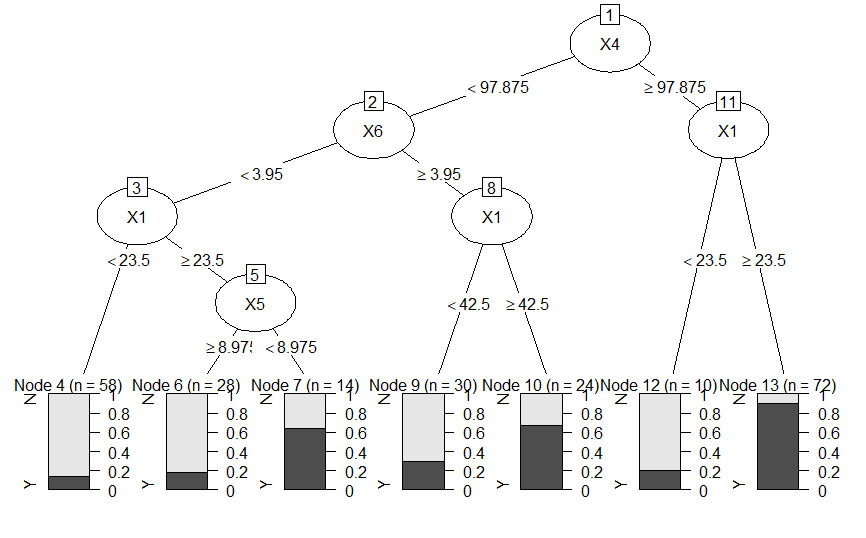 1
X4
< 97.875
≥ 97.875
2
X6
11
X1
< 3.95
≥ 3.95
3
X1
8
X1
< 23.5
≥ 23.5
< 23.5
≥ 23.5
5
X5
< 42.5
≥ 42.5
≥ 8.975
< 8.975
Node 4 (n = 58)
Node 6 (n = 28)
Node 7 (n = 14)
Node 9 (n = 30)
Node 10 (n = 24)
Node 12 (n = 10)
Node 13 (n = 72)
N
Y
1
0.8
0.6
0.4
0.2
0
N
Y
1
0.8
0.6
0.4
0.2
0
N
Y
1
0.8
0.6
0.4
0.2
0
N
Y
1
0.8
0.6
0.4
0.2
0
N
Y
1
0.8
0.6
0.4
0.2
0
N
Y
1
0.8
0.6
0.4
0.2
0
N
Y
1
0.8
0.6
0.4
0.2
0